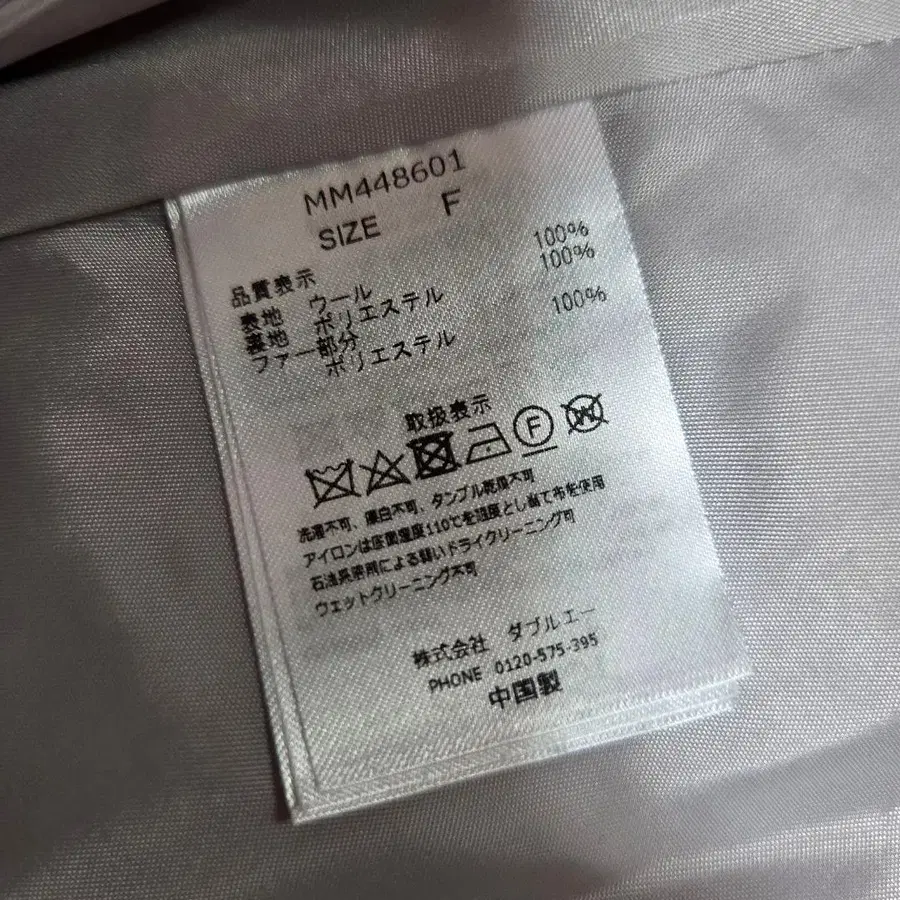 MM448601
SIZE F
品質表示
表地 ウール 100%
裏地 ポリエステル 100%
ファー部分
ポリエステル 100%
取扱表示
F W
洗濯不可、漂白不可、タンブル乾燥不可
アイロンは底面温度110℃を限度とし当て布を使用
石油系溶剤による弱いドライクリーニング可
ウェットクリーニング不可
株式会社 ダブルエー
PHONE 0120-575-395
中国製